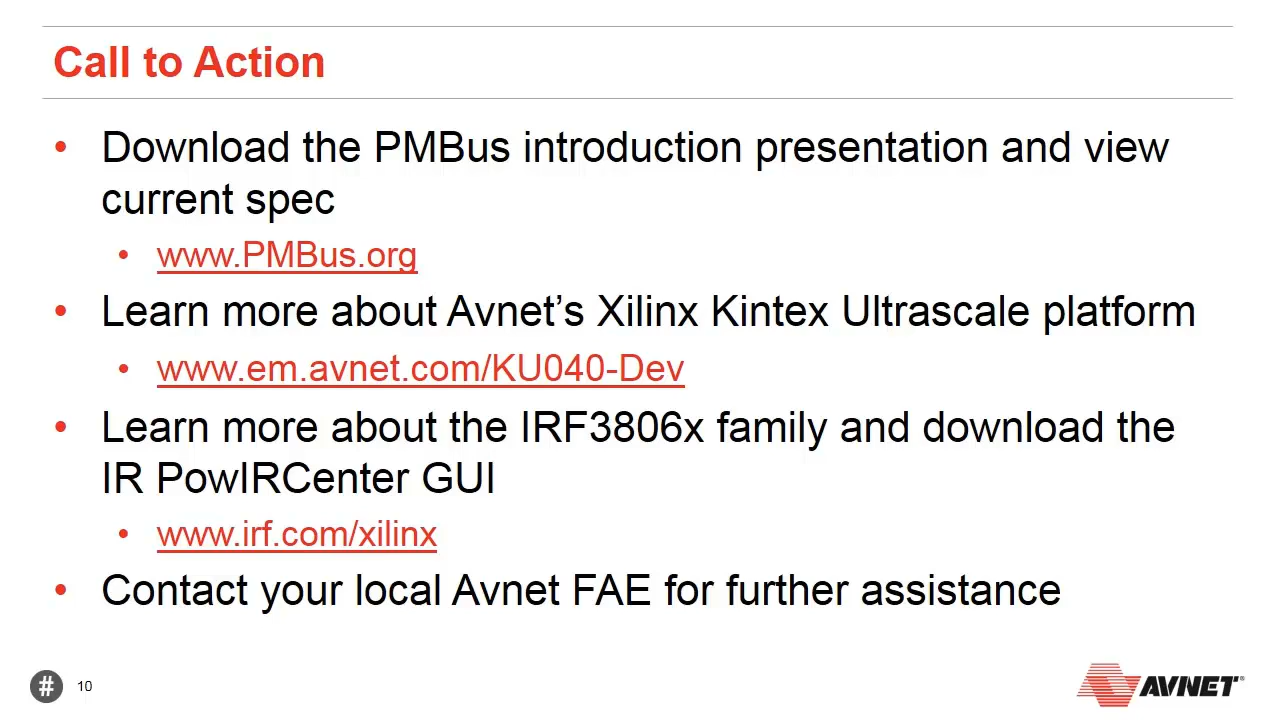 Call to Action
• Download the PMBus introduction presentation and view
current spec
• www.PMBus.org
• Learn more about Avnet’s Xilinx Kintex Ultrascale platform
• www.em.avnet.com/KU040-Dev
• Learn more about the IRF3806x family and download the
IR PowIRCenter GUI
• www.irf.com/xilinx
• Contact your local Avnet FAE for further assistance
# 10
AVNET®